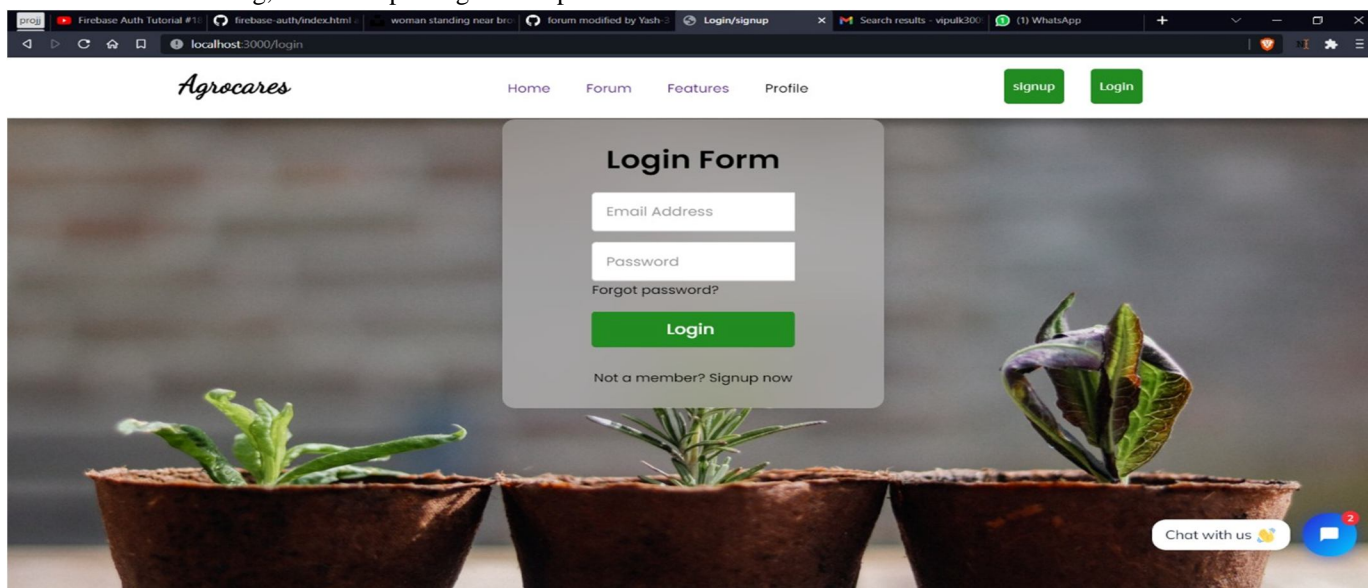 projj
Firebase Auth Tutorial #18
firebase-auth/index.html
woman standing near bro
forum modified by Yash-3
Login/signup
Search results - vipulk300
(1) WhatsApp
localhost:3000/login
Agrocares
Home Forum Features Profile
signup Login
Login Form
Email Address
Password
Forgot password?
Login
Not a member? Signup now
Chat with us 👋
2